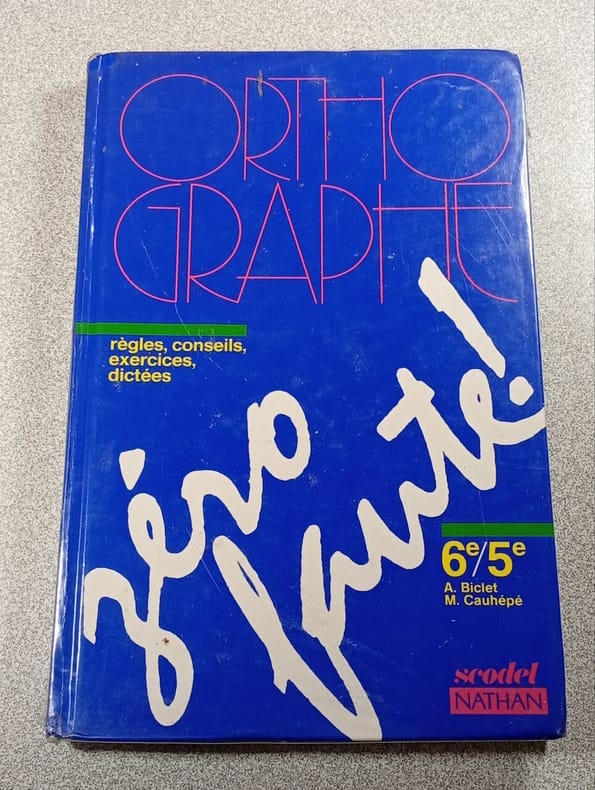 ORTHO
GRAPHE
règles, conseils,
exercices,
dictées
zéro
faute!
6e/5e
A. Biclet
M. Cauhépé
scodel
NATHAN